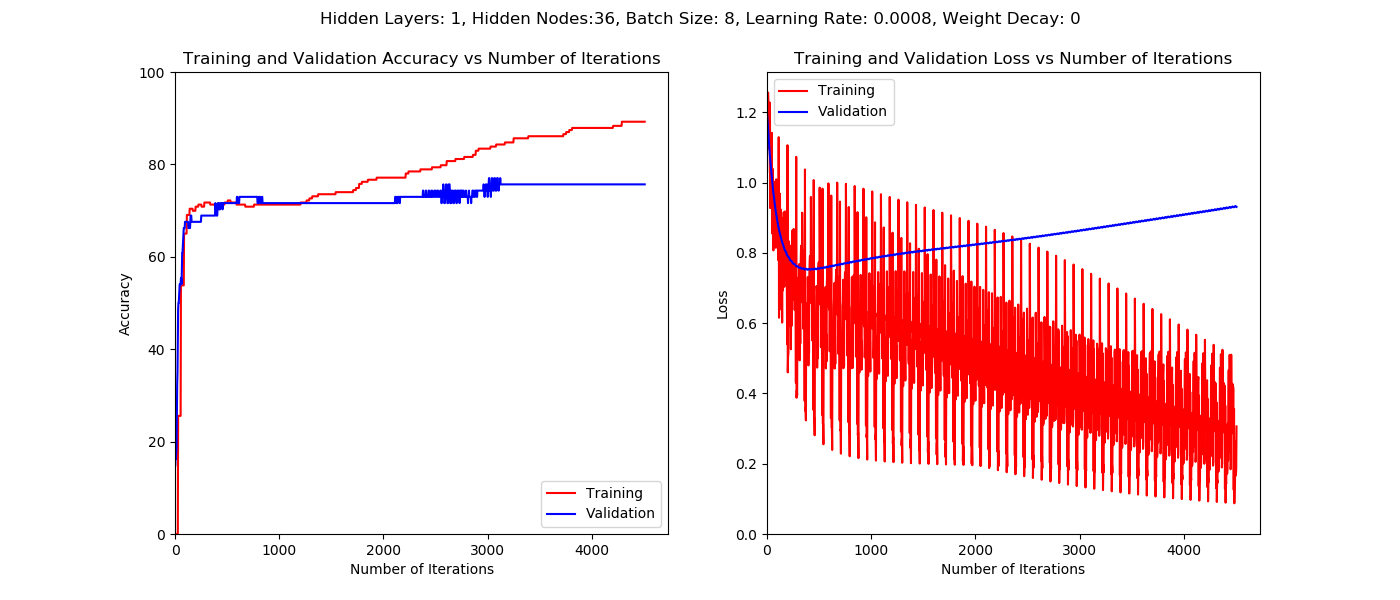 Hidden Layers: 1, Hidden Nodes:36, Batch Size: 8, Learning Rate: 0.0008, Weight Decay: 0
Training and Validation Accuracy vs Number of Iterations
100
80
60
40
20
0
Accuracy
0 1000 2000 3000 4000
Number of Iterations
Training
Validation
Training and Validation Loss vs Number of Iterations
Training
Validation
1.2
1.0
0.8
0.6
0.4
0.2
0.0
Loss
0 1000 2000 3000 4000
Number of Iterations